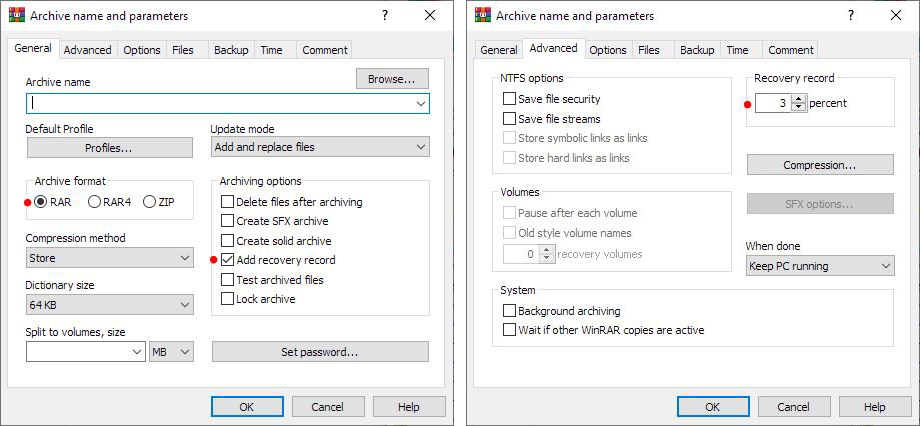 Archive name and parameters
?
General Advanced Options Files Backup Time Comment
Archive name
Browse...
Default Profile
Profiles...
Update mode
Add and replace files
Archive format
RAR RAR4 ZIP
Compression method
Store
Dictionary size
64 KB
Split to volumes, size
MB
Archiving options
Delete files after archiving
Create SFX archive
Create solid archive
Add recovery record
Test archived files
Lock archive
Set password...
OK Cancel Help
Archive name and parameters
?
General Advanced Options Files Backup Time Comment
NTFS options
Save file security
Save file streams
Store symbolic links as links
Store hard links as links
Recovery record
3 percent
Compression...
SFX options...
Volumes
Pause after each volume
Old style volume names
0 recovery volumes
When done
Keep PC running
System
Background archiving
Wait if other WinRAR copies are active
OK Cancel Help